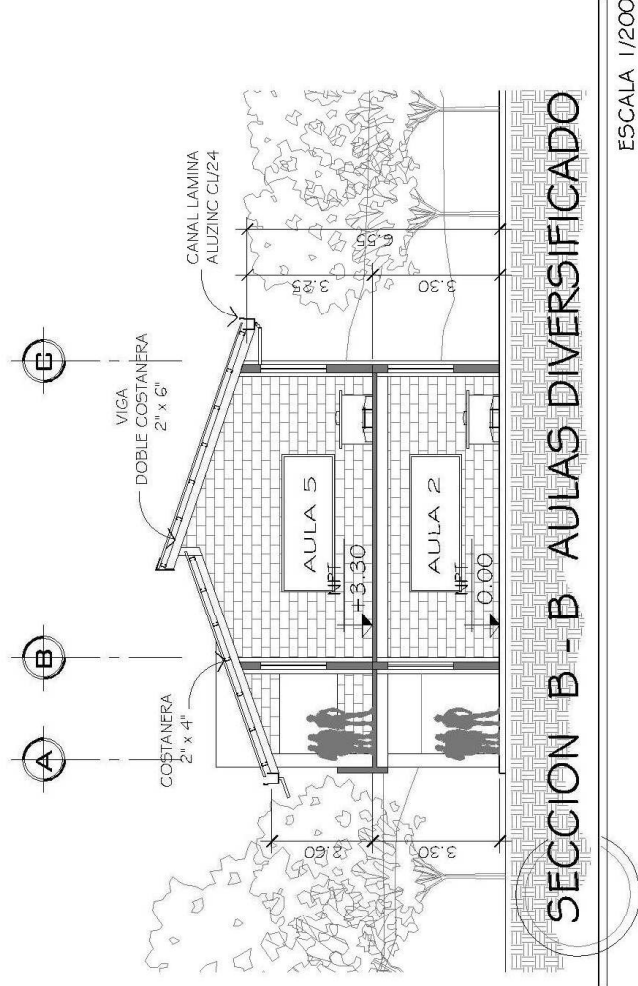 A
B
C
VIGA
DOBLE COSTANERA
2" x 6"
CANAL LAMINA
ALUZINC CL/24
COSTANERA
2" x 4"
AULA 5
NPT
+3.30
AULA 2
NPT
0.00
2.60
3.30
3.25
3.30
6.55
SECCION B - B AULAS DIVERSIFICADO
ESCALA 1/200